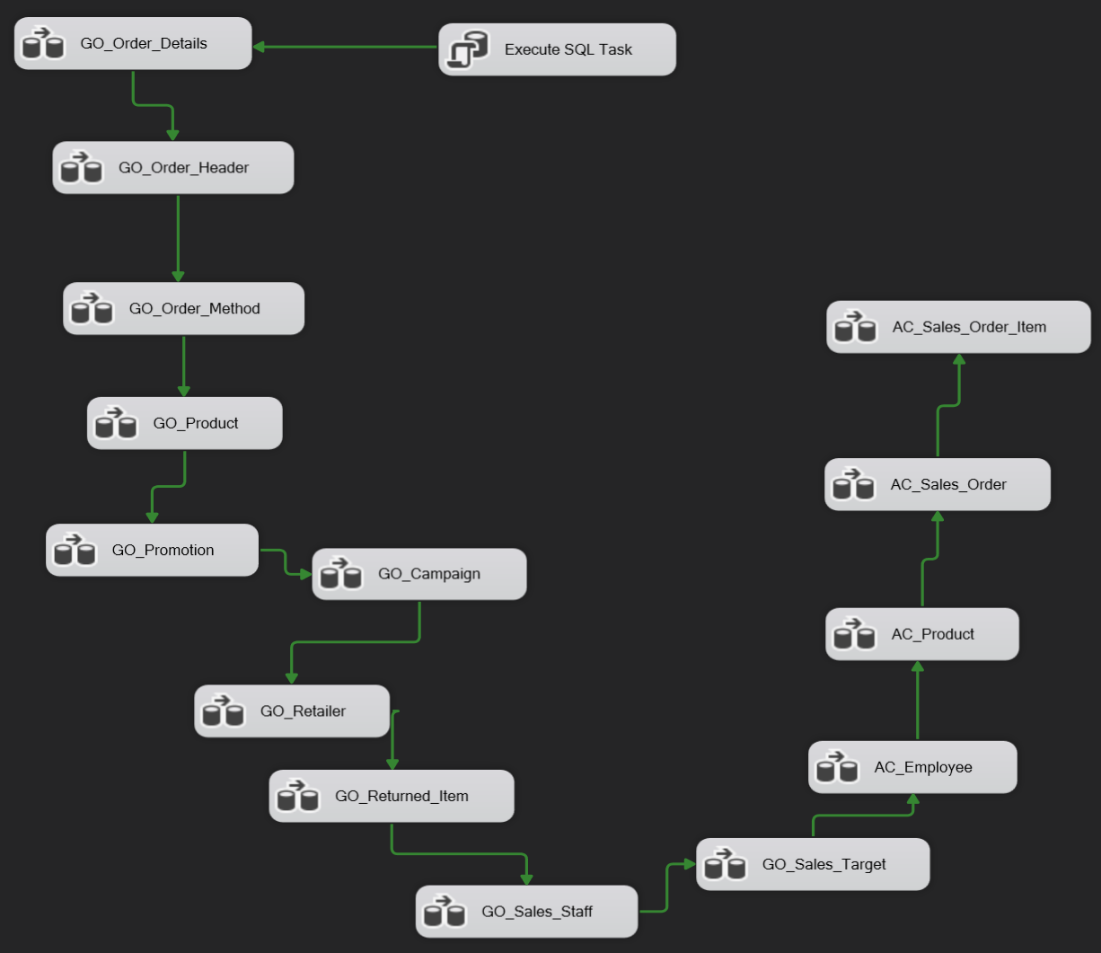 GO_Order_Details
Execute SQL Task
GO_Order_Header
GO_Order_Method
AC_Sales_Order_Item
GO_Product
AC_Sales_Order
GO_Promotion
GO_Campaign
AC_Product
GO_Retailer
AC_Employee
GO_Returned_Item
GO_Sales_Target
GO_Sales_Staff